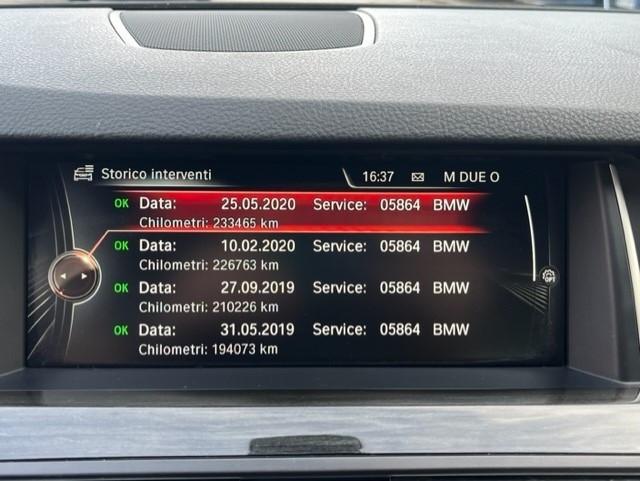 Storico interventi 16:37 M DUE O
OK Data: 25.05.2020 Service: 05864 BMW
Chilometri: 233465 km
OK Data: 10.02.2020 Service: 05864 BMW
Chilometri: 226763 km
OK Data: 27.09.2019 Service: 05864 BMW
Chilometri: 210226 km
OPT
OK Data: 31.05.2019 Service: 05864 BMW
Chilometri: 194073 km